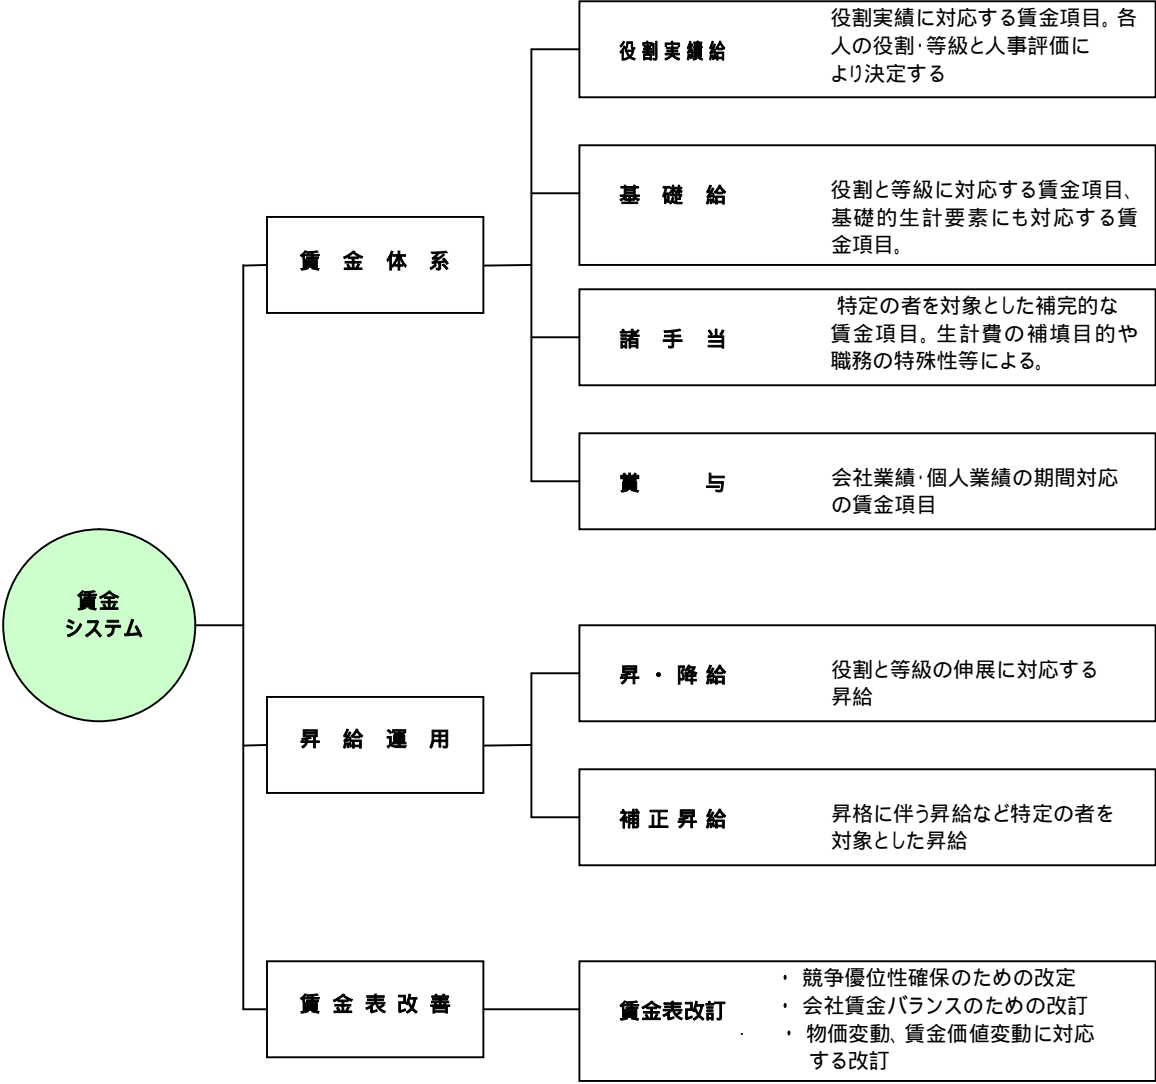 賃金
システム
賃金体系
役割実績給
役割実績に対応する賃金項目。各
人の役割・等級と人事評価に
より決定する
基礎給
役割と等級に対応する賃金項目、
基礎的生計要素にも対応する賃
金項目。
諸手当
特定の者を対象とした補完的な
賃金項目。生計費の補填目的や
職務の特殊性等による。
賞与
会社業績・個人業績の期間対応
の賃金項目
昇給運用
昇・降給
役割と等級の伸展に対応する
昇給
補正昇給
昇格に伴う昇給など特定の者を
対象とした昇給
賃金表改善
賃金表改訂
・ 競争優位性確保のための改定
・ 会社賃金バランスのための改訂
・ 物価変動、賃金価値変動に対応
する改訂